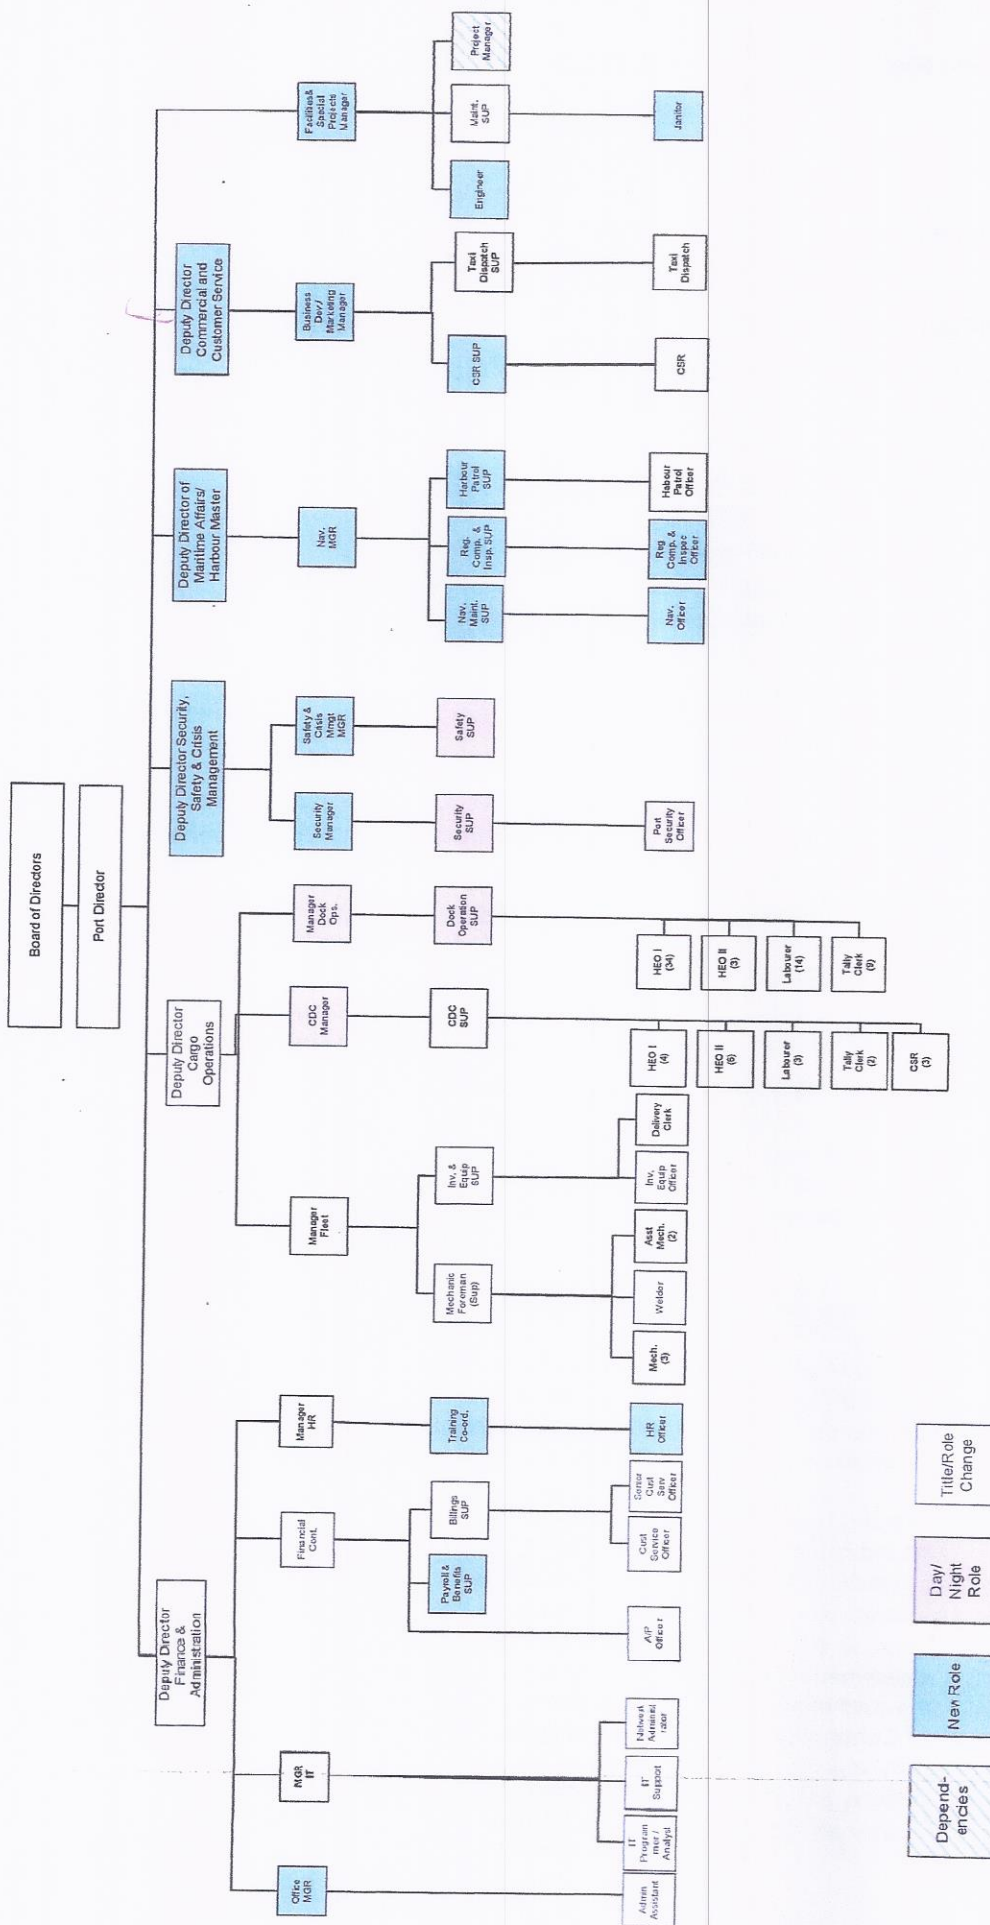 Board of Directors
Port Director
Deputy Director
Finance &
Administration
Deputy Director
Cargo
Operations
Deputy Director Security,
Safety & Crisis
Management
Deputy Director of
Maritime Affairs/
Harbour Master
Deputy Director
Commercial and
Customer Service
Office
MGR
MGR
IT
Financial
Cont.
Manager
HR
Manager
Fleet
CDC
Manager
Manager
Dock
Ops.
Security
Manager
Safety &
Crisis
Mmgt
MGR
Nav.
MGR
Business
Dev./
Marketing
Manager
Facilities&
Special
Projects
Manager
Payroll &
Benefits
SUP
Billings
SUP
Training
Co-ord.
Mechanic
Foreman
(Sup)
Inv. &
Equip
SUP
CDC
SUP
Dock
Operation
SUP
Security
SUP
Safety
SUP
Nav.
Maint.
SUP
Reg.
Comp. &
Insp. SUP
Harbour
Patrol
SUP
CSR SUP
Taxi
Dispatch
SUP
Engineer
Maint.
SUP
Project
Manager
Admin
Assistant
IT
Program
mer /
Analyst
IT
Support
Network
Administ
rator
A/P
Officer
Cust
Service
Officer
Senior
Cust
Serv
Officer
HR
Officer
Mech.
(3)
Welder
Asst
Mech.
(2)
Inv.
Equip
Officer
Delivery
Clerk
HEO I
(4)
HEO II
(6)
Labourer
(3)
Tally
Clerk
(2)
CSR
(3)
HEO I
(34)
HEO II
(3)
Labourer
(14)
Tally
Clerk
(9)
Port
Security
Officer
Nav.
Officer
Reg
Comp. &
Inspec
Officer
Habour
Patrol
Officer
CSR
Taxi
Dispatch
Janitor
Depend-
encies
New Role
Day/
Night
Role
Title/Role
Change